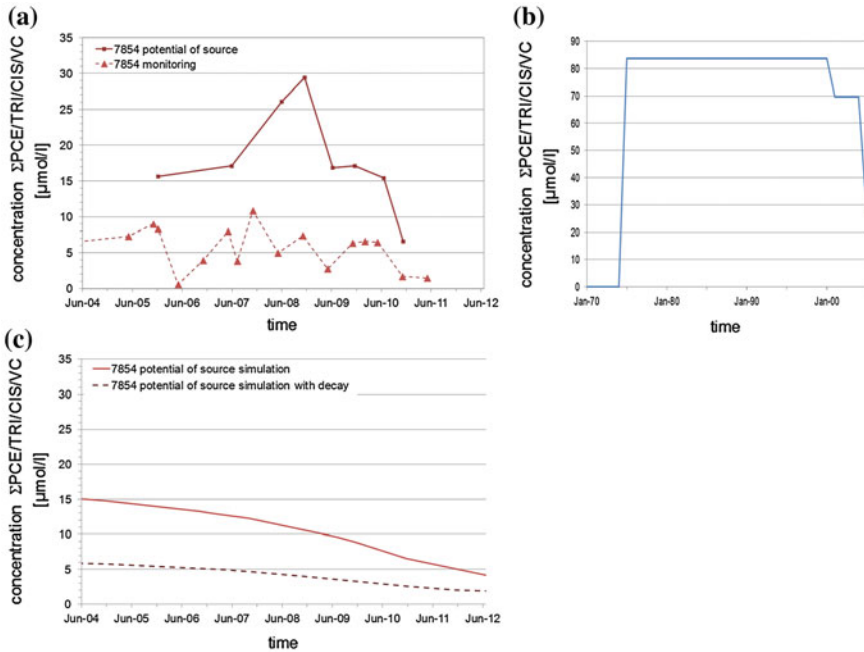 (a)
concentration ΣPCE/TRI/CIS/VC
[µmol/l]
35
30
25
20
15
10
5
0
7854 potential of source
7854 monitoring
Jun-04 Jun-05 Jun-06 Jun-07 Jun-08 Jun-09 Jun-10 Jun-11 Jun-12
time
(b)
concentration ΣPCE/TRI/CIS/VC
[µmol/l]
90
80
70
60
50
40
30
20
10
0
Jan-70 Jan-80 Jan-90 Jan-00
time
(c)
concentration ΣPCE/TRI/CIS/VC
[µmol/l]
35
30
25
20
15
10
5
0
7854 potential of source simulation
7854 potential of source simulation with decay
Jun-04 Jun-05 Jun-06 Jun-07 Jun-08 Jun-09 Jun-10 Jun-11 Jun-12
time